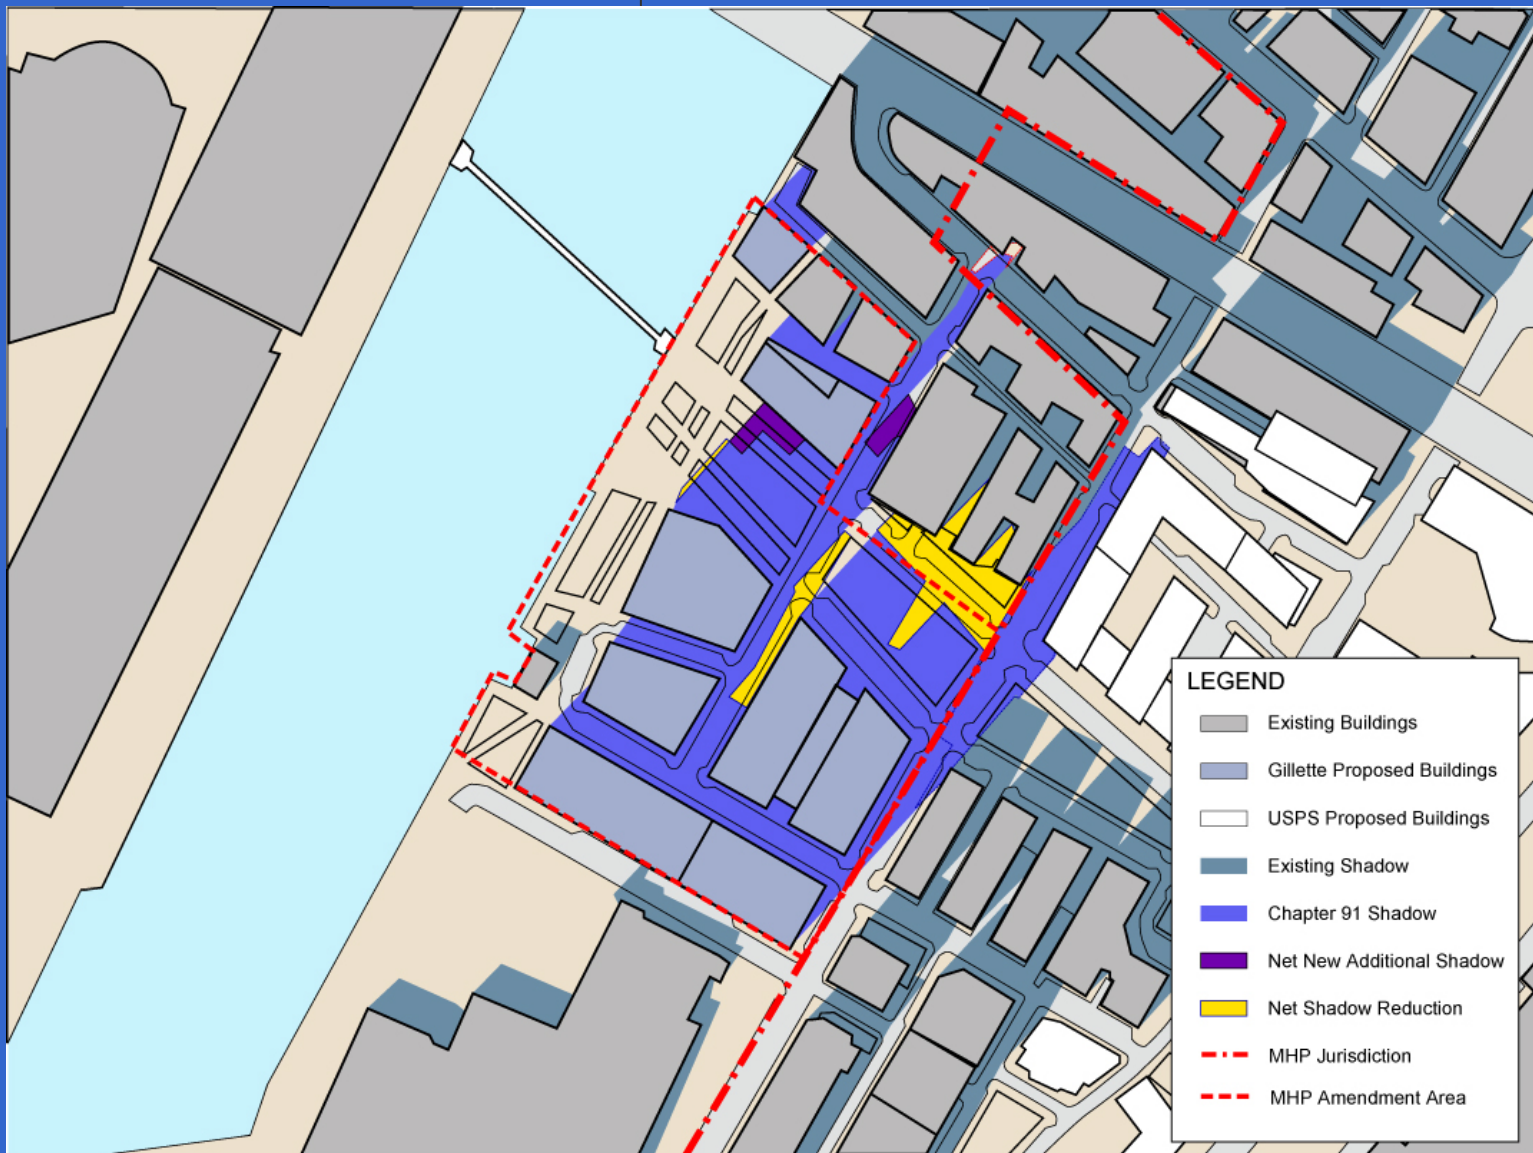 LEGEND
Existing Buildings
Gillette Proposed Buildings
USPS Proposed Buildings
Existing Shadow
Chapter 91 Shadow
Net New Additional Shadow
Net Shadow Reduction
MHP Jurisdiction
MHP Amendment Area